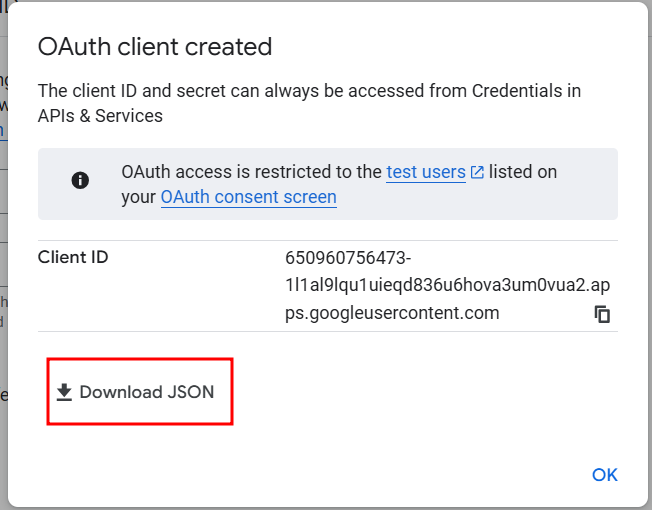 OAuth client created
The client ID and secret can always be accessed from Credentials in
APIs & Services
OAuth access is restricted to the test users listed on
your OAuth consent screen
Client ID
650960756473-
1l1al9lqu1uieqd836u6hova3um0vua2.ap
ps.googleusercontent.com
Download JSON
OK